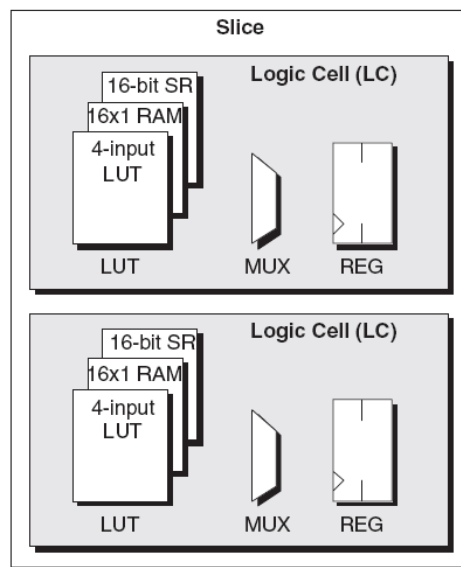 Slice
Logic Cell (LC)
16-bit SR
16x1 RAM
4-input
LUT
LUT
MUX
REG
Logic Cell (LC)
16-bit SR
16x1 RAM
4-input
LUT
LUT
MUX
REG